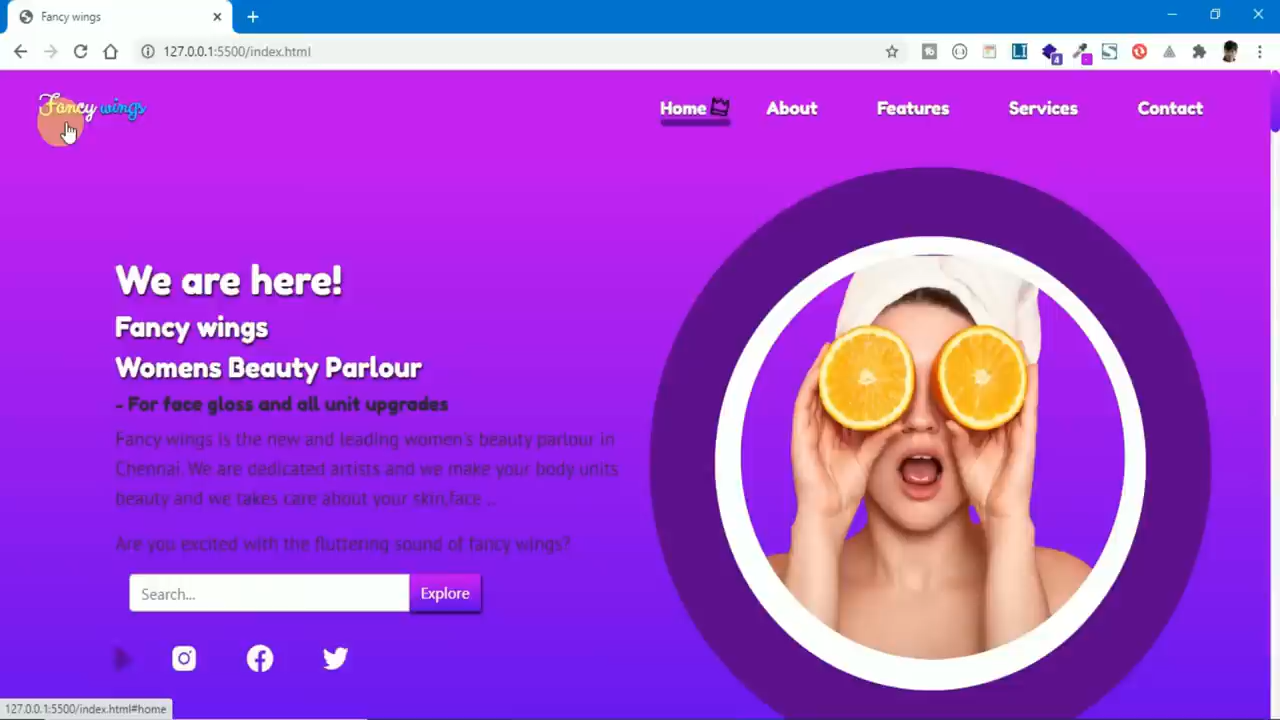 Fancy wings
127.0.0.1:5500/index.html
4
Fancy wings
Home
About
Features
Services
Contact
We are here!
Fancy wings
Womens Beauty Parlour
- For face gloss and all unit upgrades
Fancy wings is the new and leading women's beauty parlour in
Chennai. We are dedicated artists and we make your body units
beauty and we takes care about your skin,face ..
Are you excited with the fluttering sound of fancy wings?
Search...
Explore
127.0.0.1:5500/index.html#home